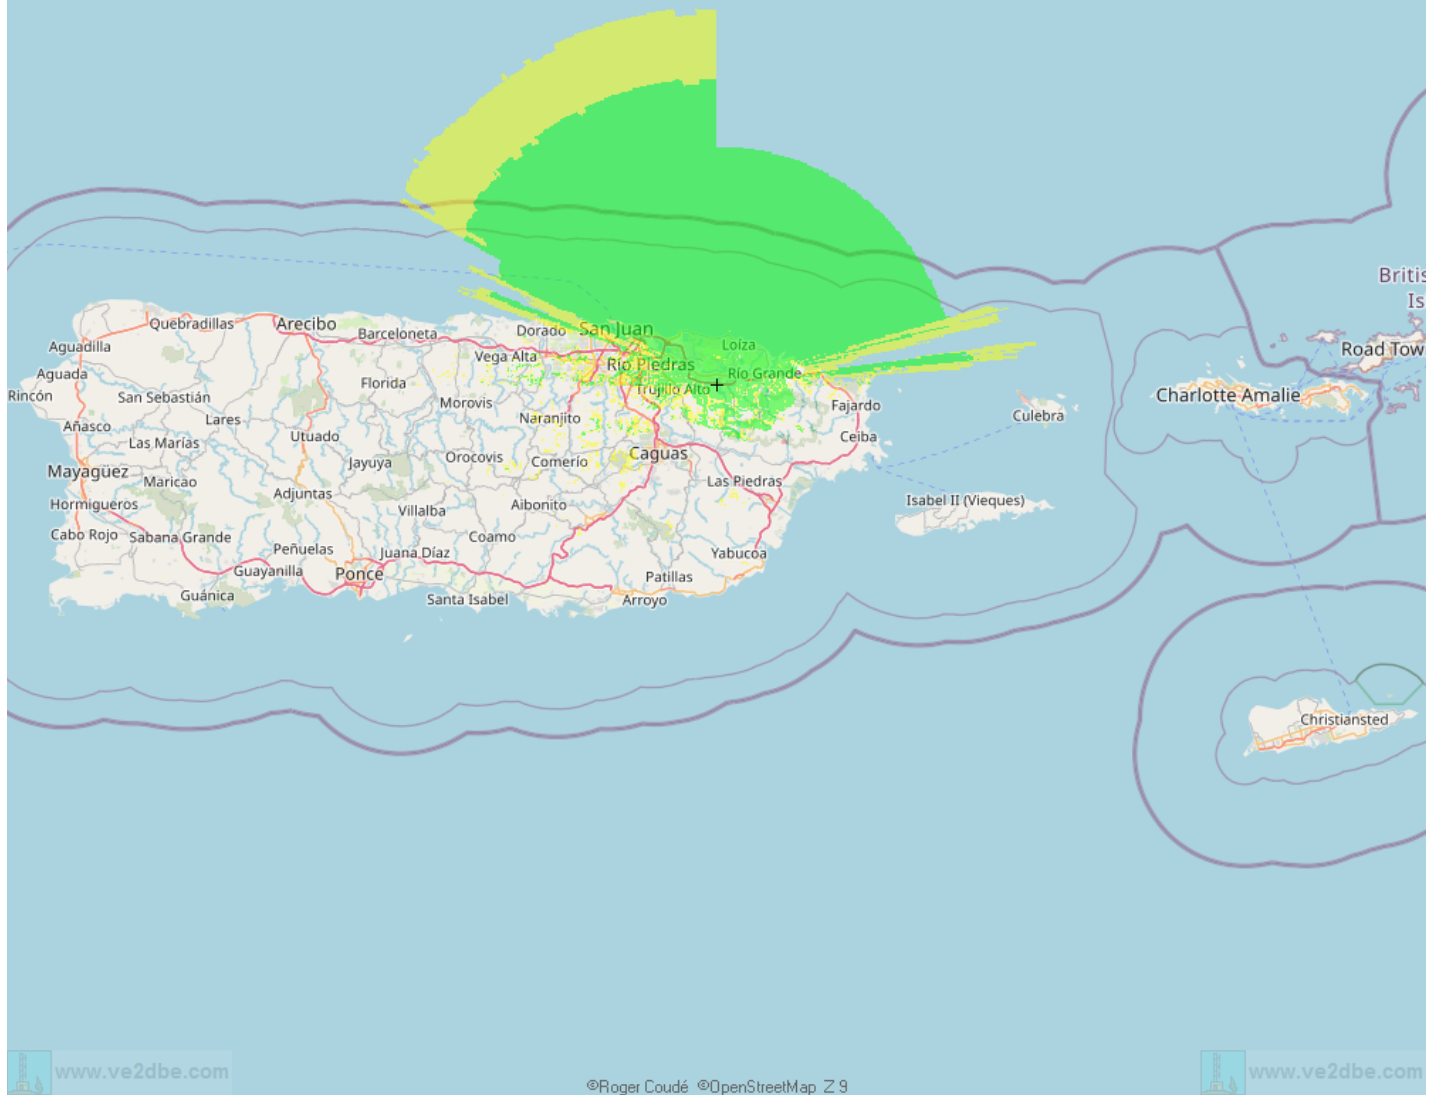 Britis
Is
Road Tow
Charlotte Amalie
Culebra
Isabel II (Vieques)
Christiansted
Quebradillas
Arecibo
Barceloneta
Dorado
San Juan
Loíza
Aguadilla
Vega Alta
Río Piedras
Río Grande
Aguada
Florida
Trujillo Alto
Rincón
San Sebastián
Morovis
Fajardo
Lares
Naranjito
Añasco
Utuado
Ceiba
Las Marías
Orocovis
Comerío
Caguas
Mayagüez
Jayuya
Maricao
Las Piedras
Adjuntas
Hormigueros
Villalba
Aibonito
Cabo Rojo
Sabana Grande
Coamo
Peñuelas
Juana Díaz
Yabucoa
Guayanilla
Ponce
Patillas
Guánica
Santa Isabel
Arroyo
www.ve2dbe.com
www.ve2dbe.com
©Roger Coudé ©OpenStreetMap Z 9